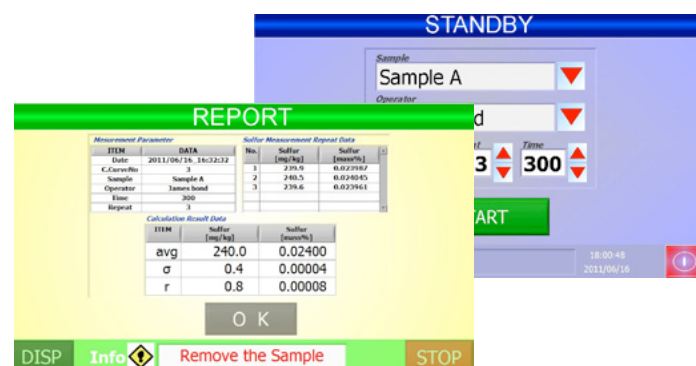 STANDBY
Sample
Sample A
Operator
d
Time
3 300
ART
18:00:48
2011/06/16
REPORT
Mesurement Parameter
ITEM DATA
Date 2011/06/16_16:32:32
C.CurveNo 3
Sample Sample A
Operator James bond
Time 300
Repeat 3
Sulfur Measurement Repeat Data
No. Sulfur [mg/kg] Sulfur [mass%]
1 239.9 0.023987
2 240.5 0.024045
3 239.6 0.023961
Calculation Result Data
ITEM Sulfur [mg/kg] Sulfur [mass%]
avg 240.0 0.02400
σ 0.4 0.00004
r 0.8 0.00008
O K
DISP Info Remove the Sample STOP